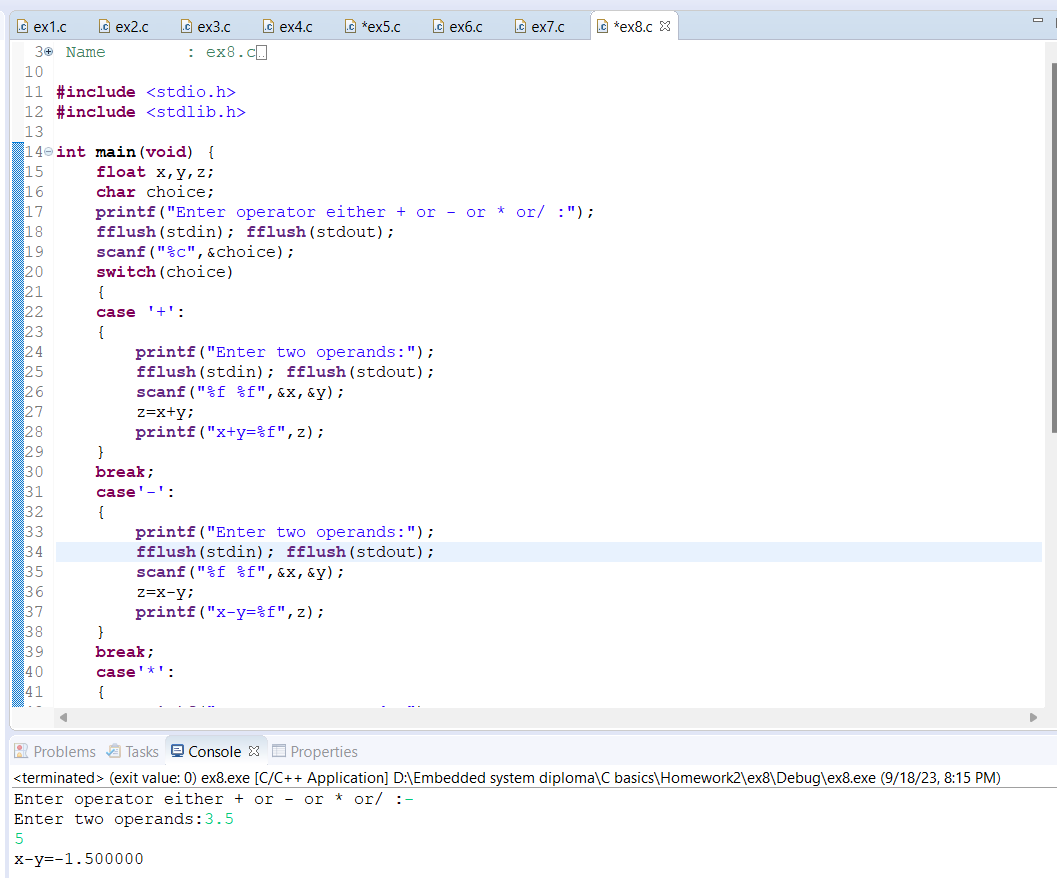 ex1.c ex2.c ex3.c ex4.c *ex5.c ex6.c ex7.c *ex8.c
3 Name : ex8.c
10
11 #include <stdio.h>
12 #include <stdlib.h>
13
14 int main(void) {
15 float x,y,z;
16 char choice;
17 printf("Enter operator either + or - or * or/ :");
18 fflush(stdin); fflush(stdout);
19 scanf("%c",&choice);
20 switch(choice)
21 {
22 case '+':
23 {
24 printf("Enter two operands:");
25 fflush(stdin); fflush(stdout);
26 scanf("%f %f",&x,&y);
27 z=x+y;
28 printf("x+y=%f",z);
29 }
30 break;
31 case'-':
32 {
33 printf("Enter two operands:");
34 fflush(stdin); fflush(stdout);
35 scanf("%f %f",&x,&y);
36 z=x-y;
37 printf("x-y=%f",z);
38 }
39 break;
40 case'*':
41 {
Problems Tasks Console Properties
<terminated> (exit value: 0) ex8.exe [C/C++ Application] D:\Embedded system diploma\C basics\Homework2\ex8\Debug\ex8.exe (9/18/23, 8:15 PM)
Enter operator either + or - or * or/ :-
Enter two operands:3.5
5
x-y=-1.500000